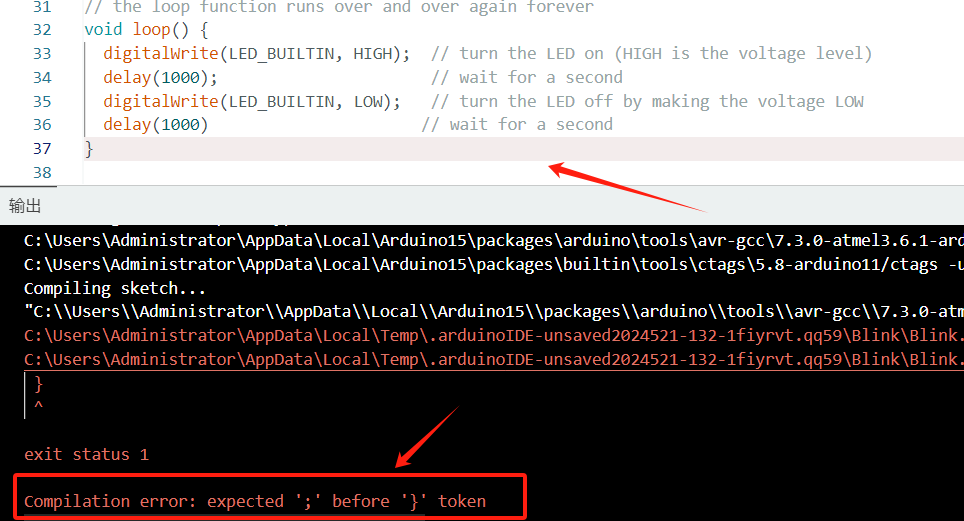 31 // the loop function runs over and over again forever
32 void loop() {
33 digitalWrite(LED_BUILTIN, HIGH); // turn the LED on (HIGH is the voltage level)
34 delay(1000); // wait for a second
35 digitalWrite(LED_BUILTIN, LOW); // turn the LED off by making the voltage LOW
36 delay(1000) // wait for a second
37 }
38
输出
C:\Users\Administrator\AppData\Local\Arduino15\packages\arduino\tools\avr-gcc\7.3.0-atmel3.6.1-ard
C:\Users\Administrator\AppData\Local\Arduino15\packages\builtin\tools\ctags\5.8-arduino11/ctags -u
Compiling sketch...
"C:\\Users\\Administrator\\AppData\\Local\\Arduino15\\packages\\arduino\\tools\\avr-gcc\\7.3.0-atm
C:\Users\Administrator\AppData\Local\Temp\.arduinoIDE-unsaved2024521-132-1fiyrvt.qq59\Blink\Blink.
C:\Users\Administrator\AppData\Local\Temp\.arduinoIDE-unsaved2024521-132-1fiyrvt.qq59\Blink\Blink.
}
^
exit status 1
Compilation error: expected ';' before '}' token